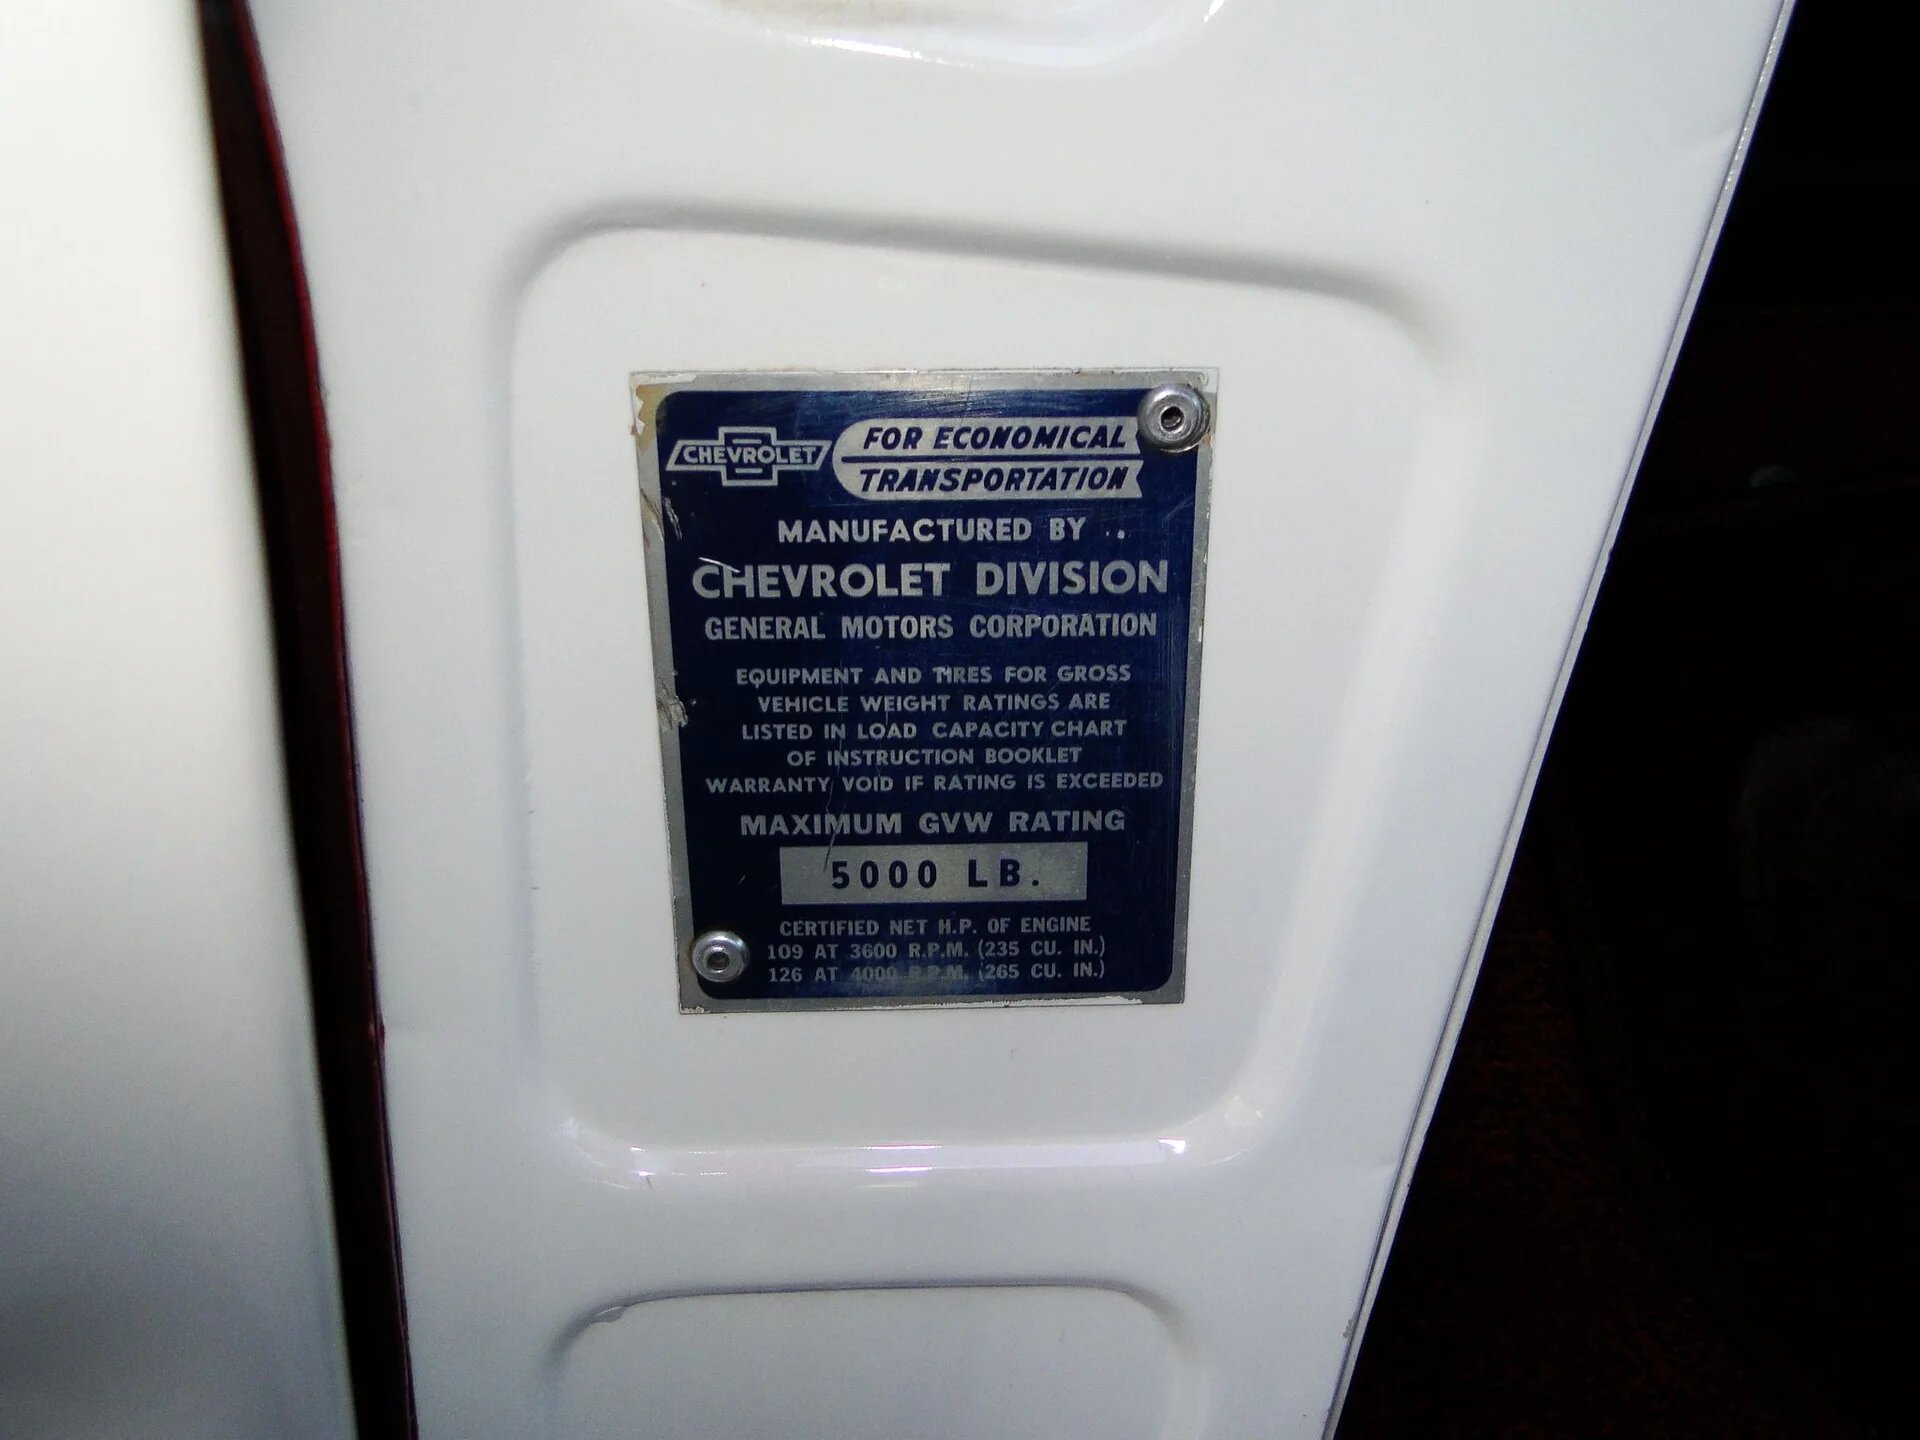 CHEVROLET
FOR ECONOMICAL
TRANSPORTATION
MANUFACTURED BY
CHEVROLET DIVISION
GENERAL MOTORS CORPORATION
EQUIPMENT AND TIRES FOR GROSS
VEHICLE WEIGHT RATINGS ARE
LISTED IN LOAD CAPACITY CHART
OF INSTRUCTION BOOKLET
WARRANTY VOID IF RATING IS EXCEEDED
MAXIMUM GVW RATING
5000 LB.
CERTIFIED NET H.P. OF ENGINE
109 AT 3600 R.P.M. (235 CU. IN.)
126 AT 4000 R.P.M. (265 CU. IN.)